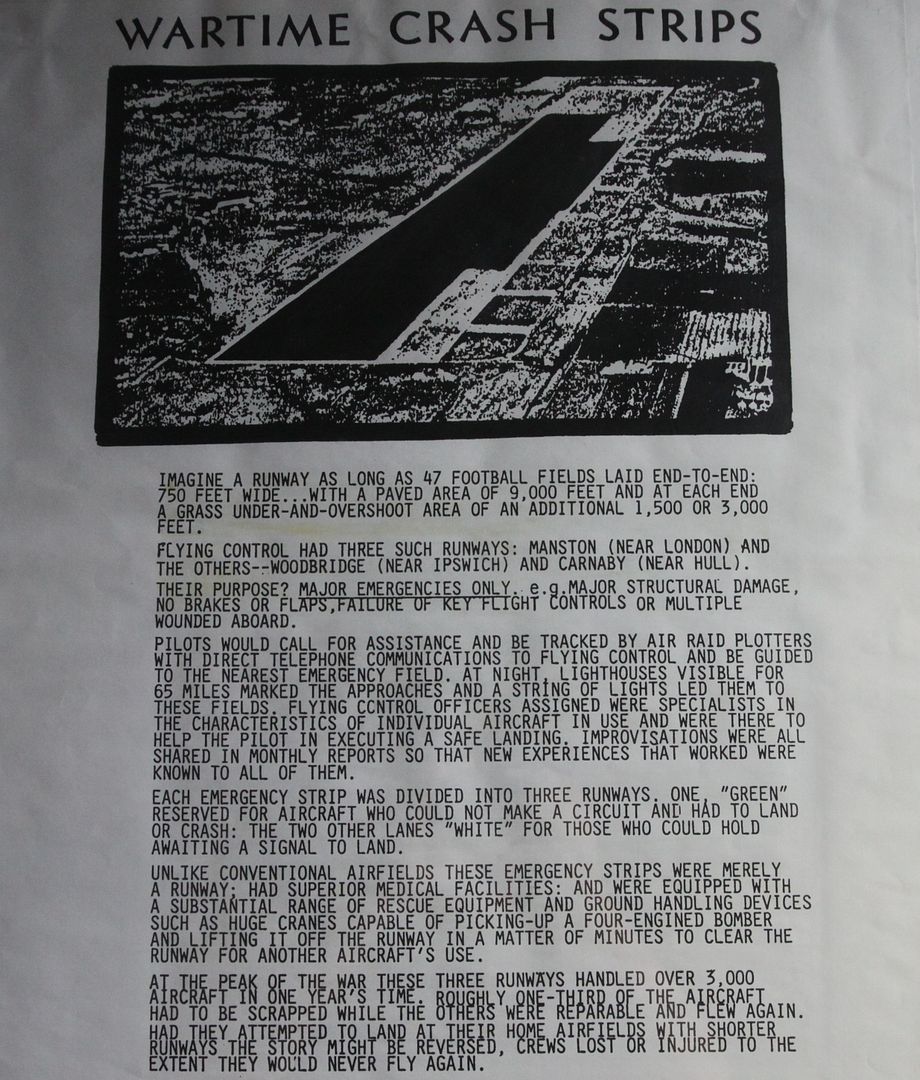 WARTIME CRASH STRIPS
IMAGINE A RUNWAY AS LONG AS 47 FOOTBALL FIELDS LAID END-TO-END:
750 FEET WIDE...WITH A PAVED AREA OF 9,000 FEET AND AT EACH END
A GRASS UNDER-AND-OVERSHOOT AREA OF AN ADDITIONAL 1,500 OR 3,000
FEET.
FLYING CONTROL HAD THREE SUCH RUNWAYS: MANSTON (NEAR LONDON) AND
THE OTHERS--WOODBRIDGE (NEAR IPSWICH) AND CARNABY (NEAR HULL).
THEIR PURPOSE? MAJOR EMERGENCIES ONLY. e.g.MAJOR STRUCTURAL DAMAGE,
NO BRAKES OR FLAPS,FAILURE OF KEY FLIGHT CONTROLS OR MULTIPLE
WOUNDED ABOARD.
PILOTS WOULD CALL FOR ASSISTANCE AND BE TRACKED BY AIR RAID PLOTTERS
WITH DIRECT TELEPHONE COMMUNICATIONS TO FLYING CONTROL AND BE GUIDED
TO THE NEAREST EMERGENCY FIELD. AT NIGHT, LIGHTHOUSES VISIBLE FOR
65 MILES MARKED THE APPROACHES AND A STRING OF LIGHTS LED THEM TO
THESE FIELDS. FLYING CONTROL OFFICERS ASSIGNED WERE SPECIALISTS IN
THE CHARACTERISTICS OF INDIVIDUAL AIRCRAFT IN USE AND WERE THERE TO
HELP THE PILOT IN EXECUTING A SAFE LANDING. IMPROVISATIONS WERE ALL
SHARED IN MONTHLY REPORTS SO THAT NEW EXPERIENCES THAT WORKED WERE
KNOWN TO ALL OF THEM.
EACH EMERGENCY STRIP WAS DIVIDED INTO THREE RUNWAYS. ONE, "GREEN"
RESERVED FOR AIRCRAFT WHO COULD NOT MAKE A CIRCUIT AND HAD TO LAND
OR CRASH: THE TWO OTHER LANES "WHITE" FOR THOSE WHO COULD HOLD
AWAITING A SIGNAL TO LAND.
UNLIKE CONVENTIONAL AIRFIELDS THESE EMERGENCY STRIPS WERE MERELY
A RUNWAY; HAD SUPERIOR MEDICAL FACILITIES: AND WERE EQUIPPED WITH
A SUBSTANTIAL RANGE OF RESCUE EQUIPMENT AND GROUND HANDLING DEVICES
SUCH AS HUGE CRANES CAPABLE OF PICKING-UP A FOUR-ENGINED BOMBER
AND LIFTING IT OFF THE RUNWAY IN A MATTER OF MINUTES TO CLEAR THE
RUNWAY FOR ANOTHER AIRCRAFT'S USE.
AT THE PEAK OF THE WAR THESE THREE RUNWAYS HANDLED OVER 3,000
AIRCRAFT IN ONE YEAR'S TIME. ROUGHLY ONE-THIRD OF THE AIRCRAFT
HAD TO BE SCRAPPED WHILE THE OTHERS WERE REPARABLE AND FLEW AGAIN.
HAD THEY ATTEMPTED TO LAND AT THEIR HOME AIRFIELDS WITH SHORTER
RUNWAYS THE STORY MIGHT BE REVERSED, CREWS LOST OR INJURED TO THE
EXTENT THEY WOULD NEVER FLY AGAIN.